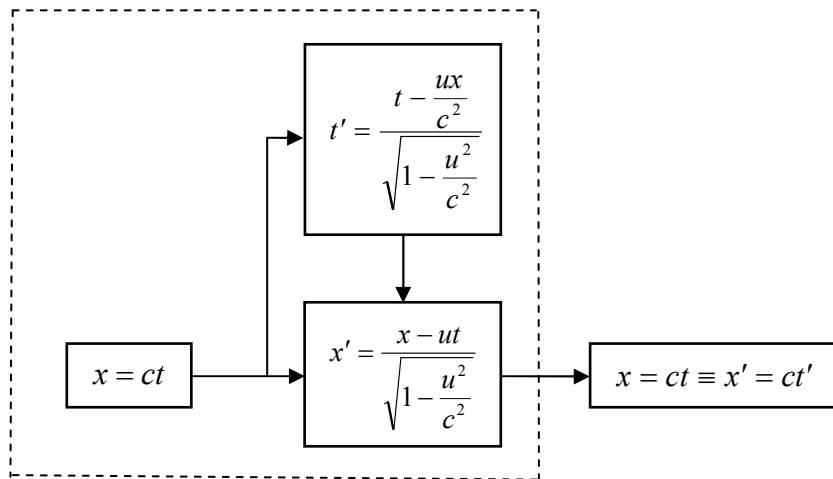 t′ = (t − ux/c²) / √(1 − u²/c²)
x = ct
x′ = (x − ut) / √(1 − u²/c²)
x = ct ≡ x′ = ct′